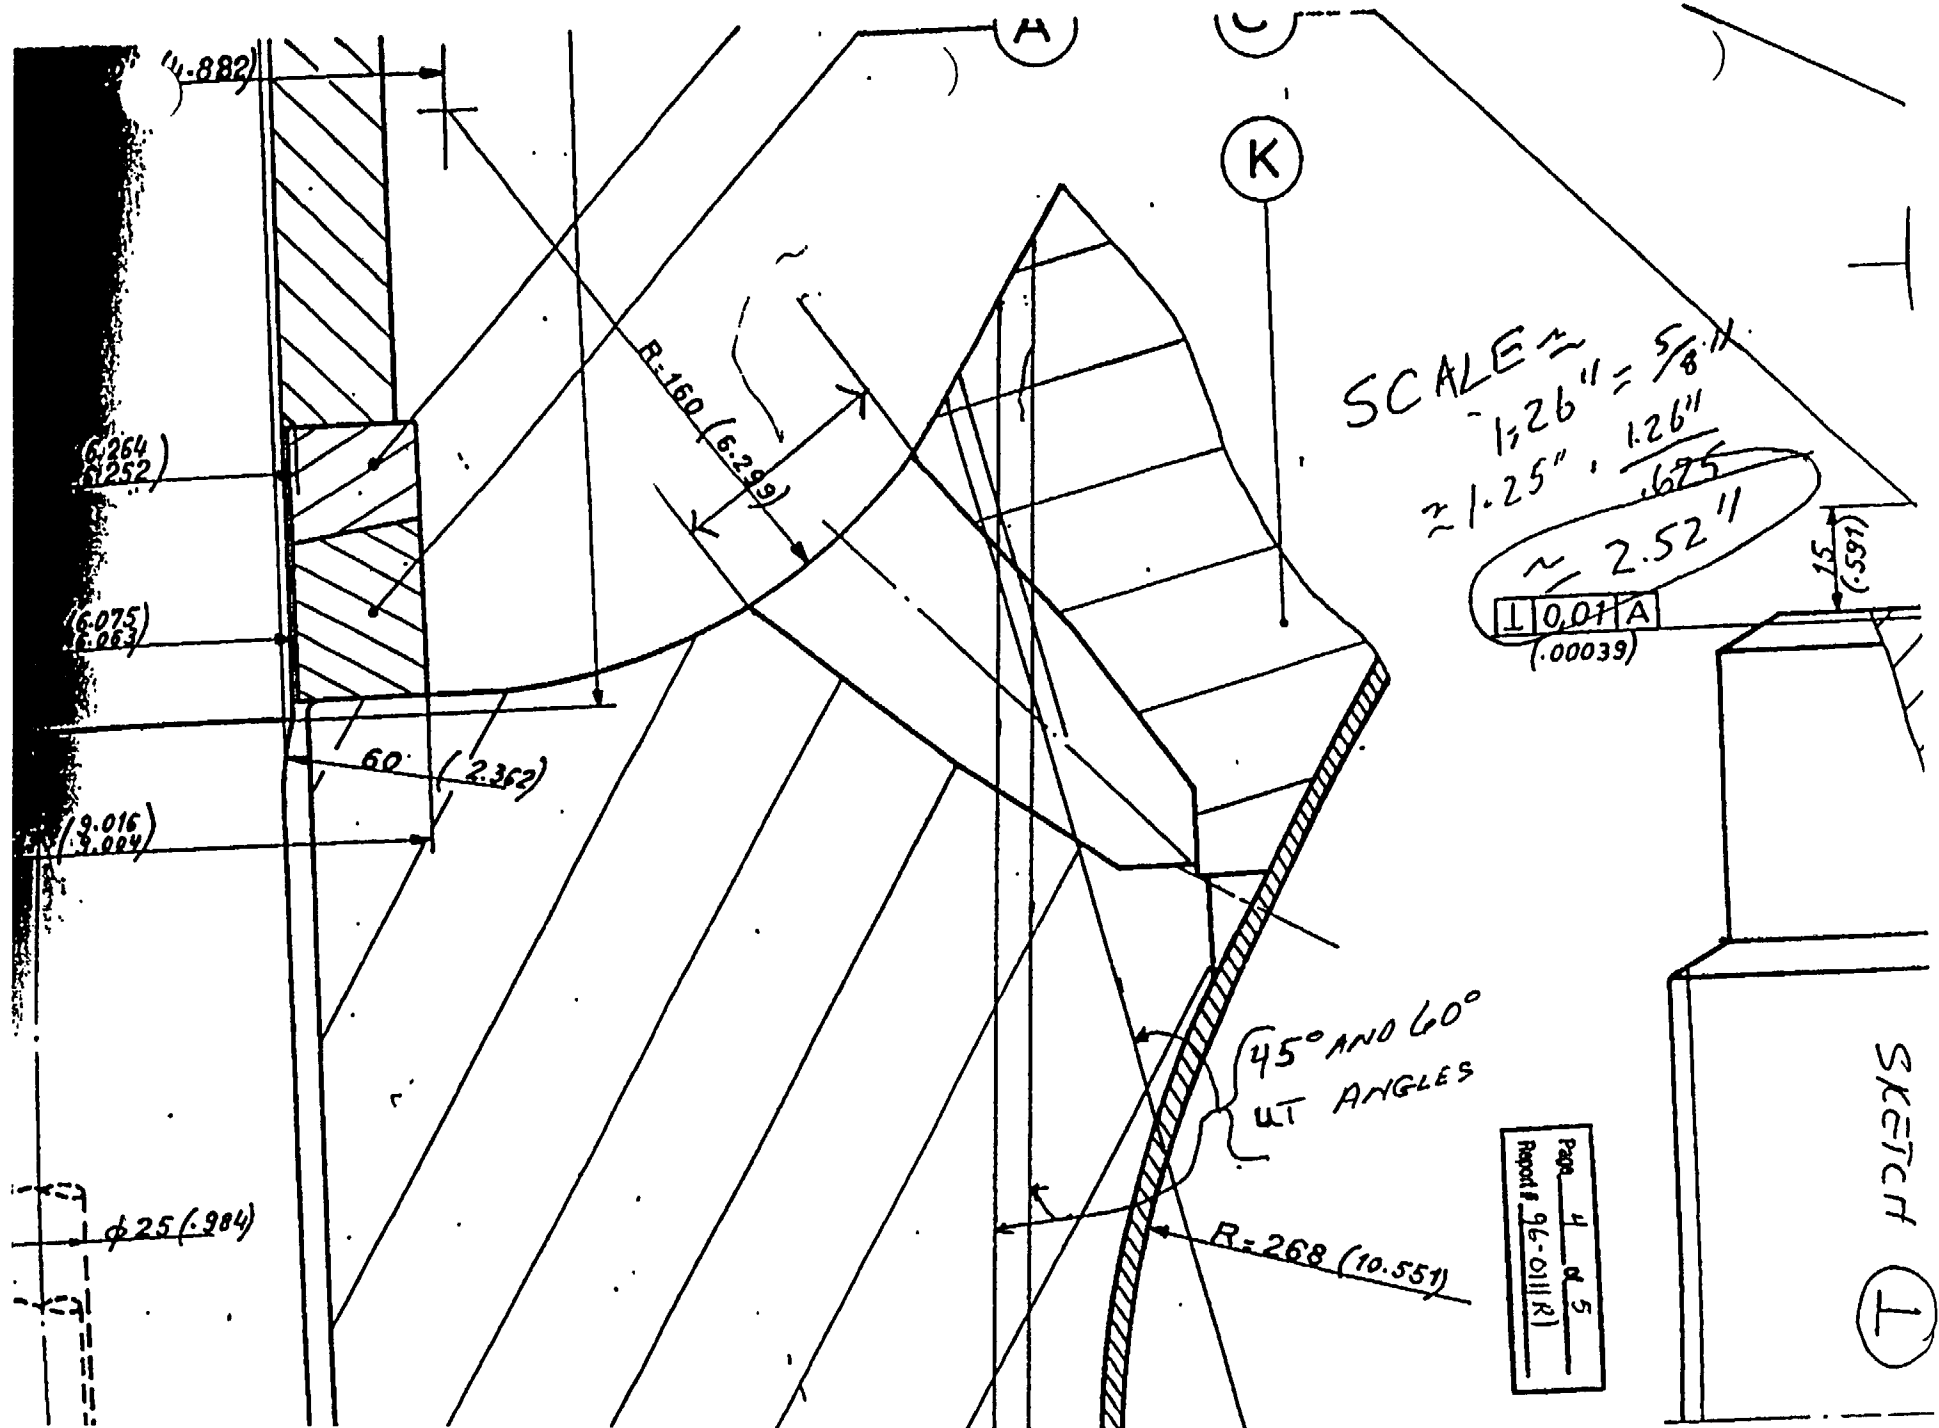 A
C
(4.882)
K
R=160 (6.299)
SCALE ≈
1.26" = 5/8"
≈ 1.25" . 1.26"
.625
≈ 2.52"
6.264
6.252)
15
(.591)
⊥ 0,01 A
(.00039)
(6.075
6.063)
60 (2.362)
(9.016
9.004)
45° AND 60°
UT ANGLES
ϕ25 (.984)
R=268 (10.551)
SKETCH 1
Page 4 of 5
Report # 96-0111R1